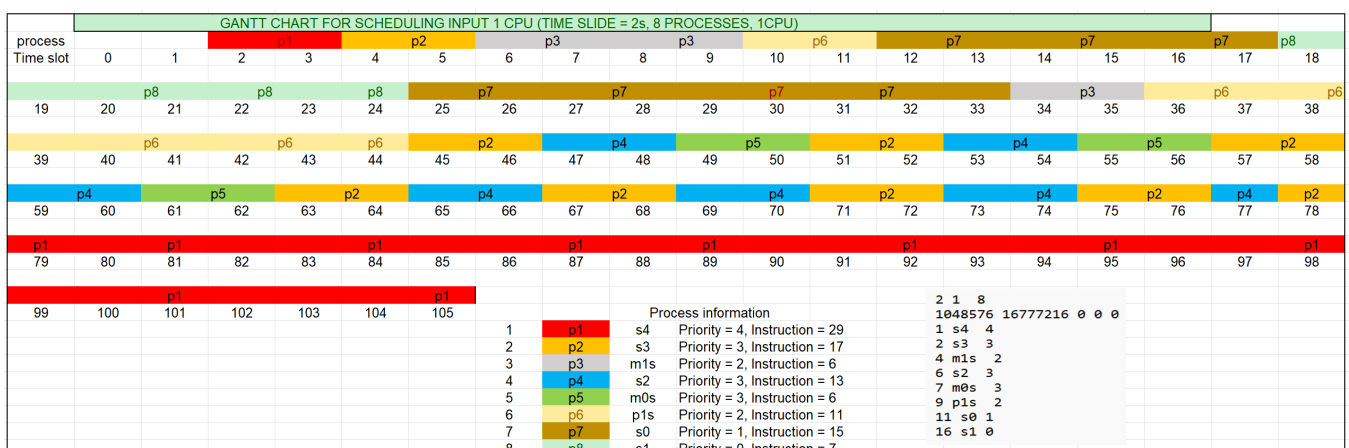 GANTT CHART FOR SCHEDULING INPUT 1 CPU (TIME SLIDE = 2s, 8 PROCESSES, 1CPU)
process p1 p2 p3 p3 p6 p7 p7 p7 p8
Time slot 0 1 2 3 4 5 6 7 8 9 10 11 12 13 14 15 16 17 18
p8 p8 p8 p7 p7 p7 p7 p3 p6 p6
19 20 21 22 23 24 25 26 27 28 29 30 31 32 33 34 35 36 37 38
p6 p6 p6 p2 p4 p5 p2 p4 p5 p2
39 40 41 42 43 44 45 46 47 48 49 50 51 52 53 54 55 56 57 58
p4 p5 p2 p4 p2 p4 p2 p4 p2 p4 p2
59 60 61 62 63 64 65 66 67 68 69 70 71 72 73 74 75 76 77 78
p1 p1 p1 p1 p1 p1 p1 p1
79 80 81 82 83 84 85 86 87 88 89 90 91 92 93 94 95 96 97 98
p1 p1
99 100 101 102 103 104 105
Process information
1 p1 s4 Priority = 4, Instruction = 29
2 p2 s3 Priority = 3, Instruction = 17
3 p3 m1s Priority = 2, Instruction = 6
4 p4 s2 Priority = 3, Instruction = 13
5 p5 m0s Priority = 3, Instruction = 6
6 p6 p1s Priority = 2, Instruction = 11
7 p7 s0 Priority = 1, Instruction = 15
8 p8 s1 Priority = 0, Instruction = 7
2 1 8
1048576 16777216 0 0 0
1 s4 4
2 s3 3
4 m1s 2
6 s2 3
7 m0s 3
9 p1s 2
11 s0 1
16 s1 0